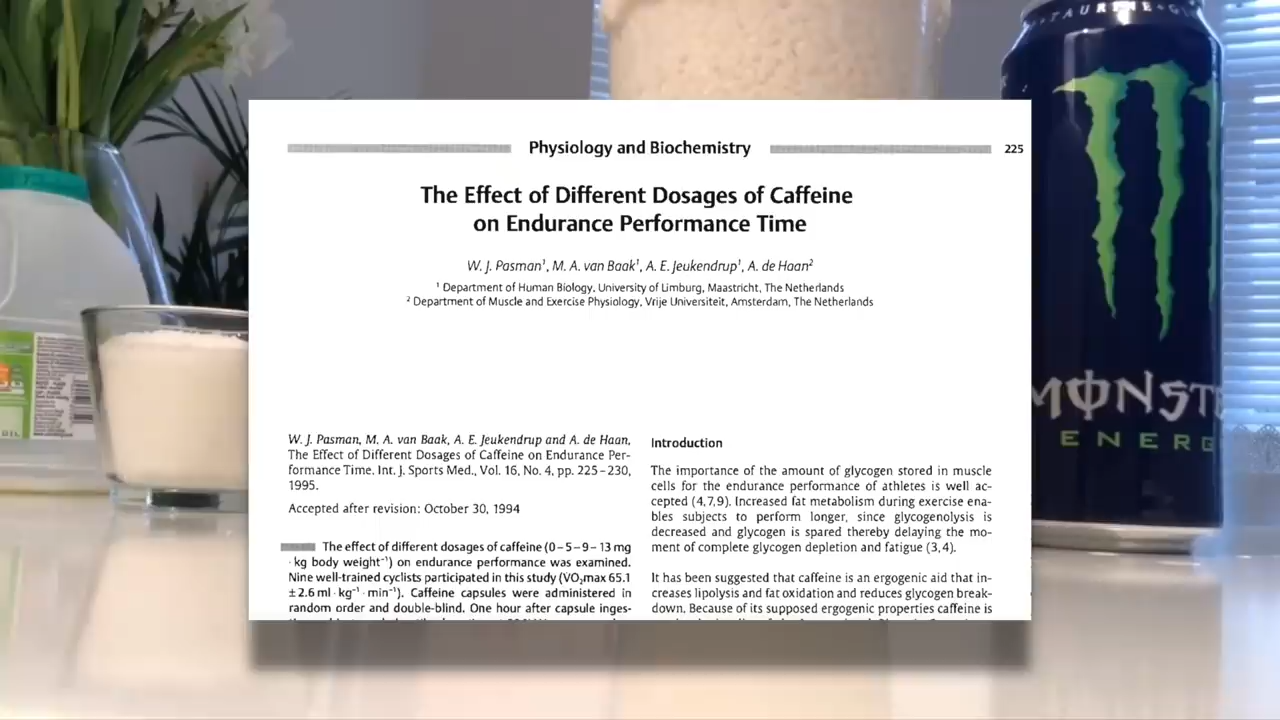 TAURINE+G
Physiology and Biochemistry 225
The Effect of Different Dosages of Caffeine
on Endurance Performance Time
W. J. Pasman¹, M. A. van Baak¹, A. E. Jeukendrup¹, A. de Haan²
¹ Department of Human Biology, University of Limburg, Maastricht, The Netherlands
² Department of Muscle and Exercise Physiology, Vrije Universiteit, Amsterdam, The Netherlands
W. J. Pasman, M. A. van Baak, A. E. Jeukendrup and A. de Haan,
The Effect of Different Dosages of Caffeine on Endurance Per-
formance Time. Int. J. Sports Med., Vol. 16, No. 4, pp. 225–230,
1995.
Accepted after revision: October 30, 1994
The effect of different dosages of caffeine (0–5–9–13 mg
· kg body weight⁻¹) on endurance performance was examined.
Nine well-trained cyclists participated in this study (VO₂max 65.1
± 2.6 ml · kg⁻¹ · min⁻¹). Caffeine capsules were administered in
random order and double-blind. One hour after capsule inges-
Introduction
The importance of the amount of glycogen stored in muscle
cells for the endurance performance of athletes is well ac-
cepted (4,7,9). Increased fat metabolism during exercise ena-
bles subjects to perform longer, since glycogenolysis is
decreased and glycogen is spared thereby delaying the mo-
ment of complete glycogen depletion and fatigue (3,4).
It has been suggested that caffeine is an ergogenic aid that in-
creases lipolysis and fat oxidation and reduces glycogen break-
down. Because of its supposed ergogenic properties caffeine is
MONST
ENERG